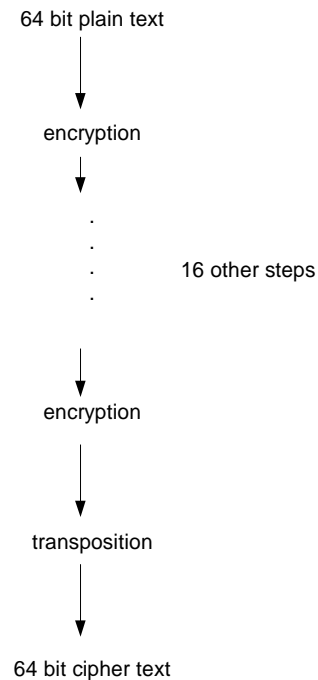 64 bit plain text
encryption
.
.
.
.
16 other steps
encryption
transposition
64 bit cipher text